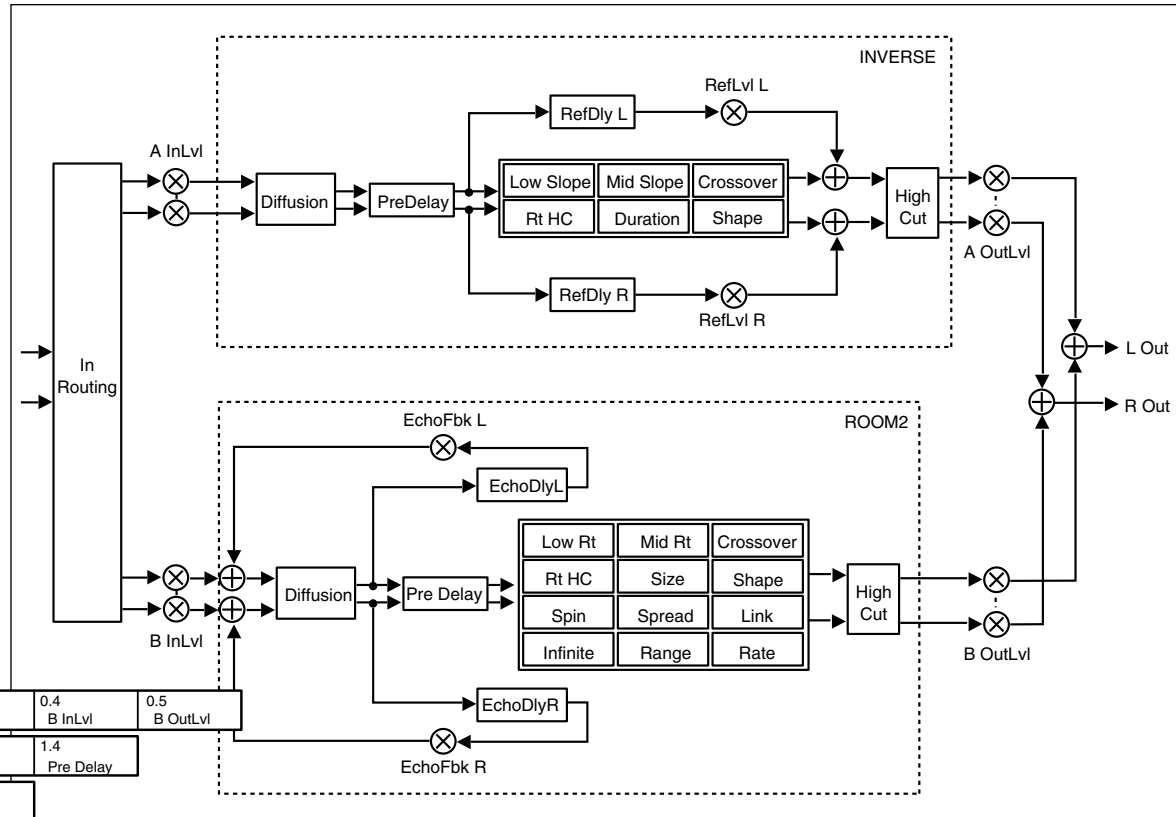 INVERSE
RefLvl L
RefDly L
A InLvl
Low Slope Mid Slope Crossover
High
Cut
Diffusion
PreDelay
Rt HC Duration Shape
A OutLvl
RefDly R
RefLvl R
In
Routing
L Out
R Out
EchoFbk L
ROOM2
EchoDlyL
Low Rt Mid Rt Crossover
Rt HC Size Shape
Diffusion
Pre Delay
High
Cut
Spin Spread Link
B InLvl
B OutLvl
Infinite Range Rate
0.4
B InLvl
0.5
B OutLvl
EchoDlyR
1.4
Pre Delay
EchoFbk R